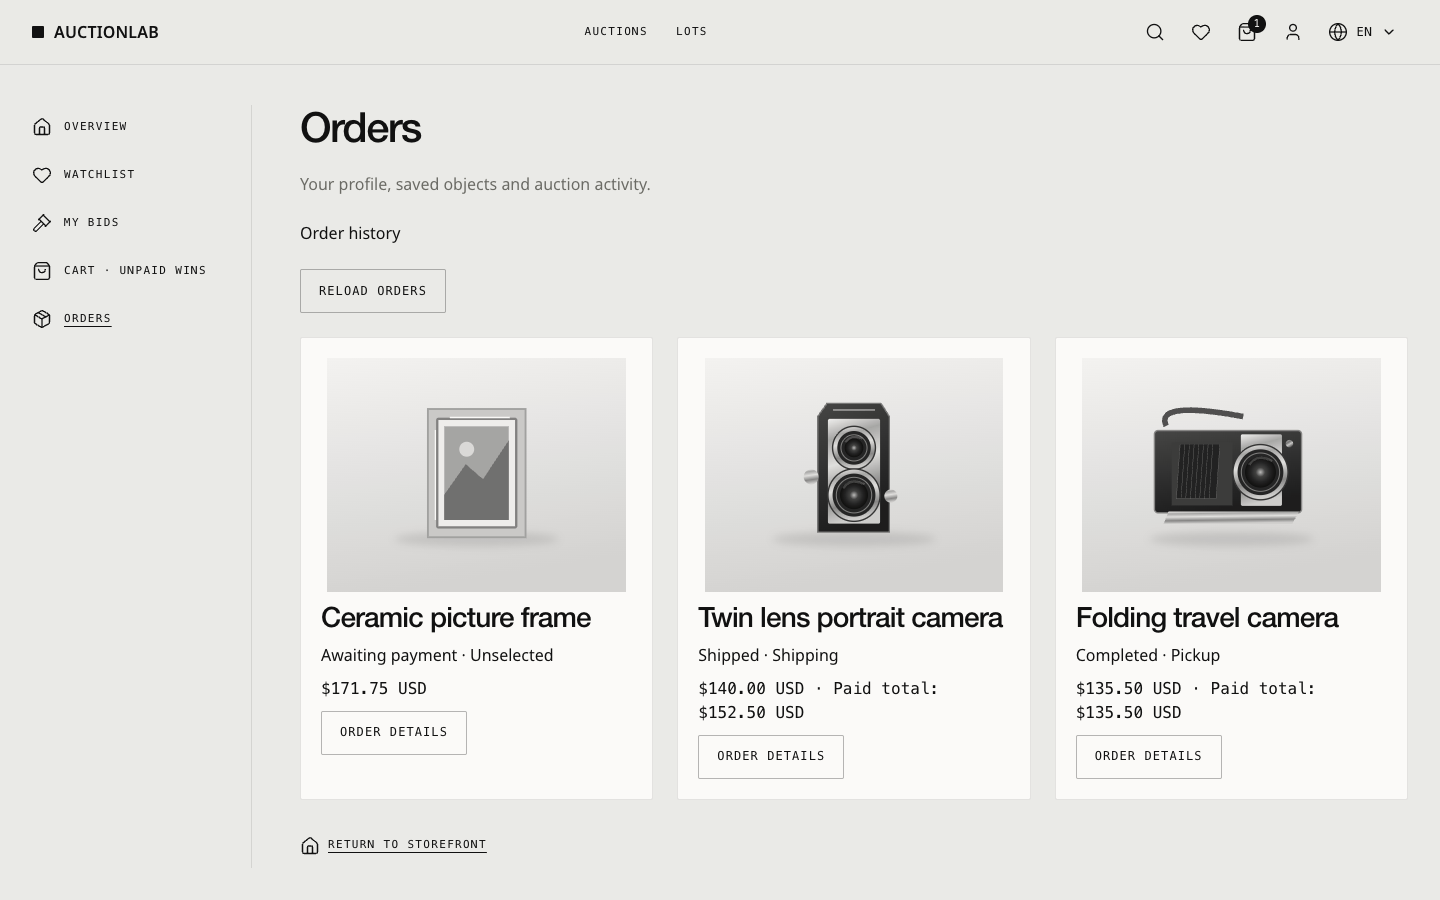 AUCTIONLAB
AUCTIONS
LOTS
1
EN
OVERVIEW
WATCHLIST
MY BIDS
CART · UNPAID WINS
ORDERS
Orders
Your profile, saved objects and auction activity.
Order history
RELOAD ORDERS
Ceramic picture frame
Awaiting payment · Unselected
$171.75 USD
ORDER DETAILS
Twin lens portrait camera
Shipped · Shipping
$140.00 USD · Paid total:
$152.50 USD
ORDER DETAILS
Folding travel camera
Completed · Pickup
$135.50 USD · Paid total:
$135.50 USD
ORDER DETAILS
RETURN TO STOREFRONT